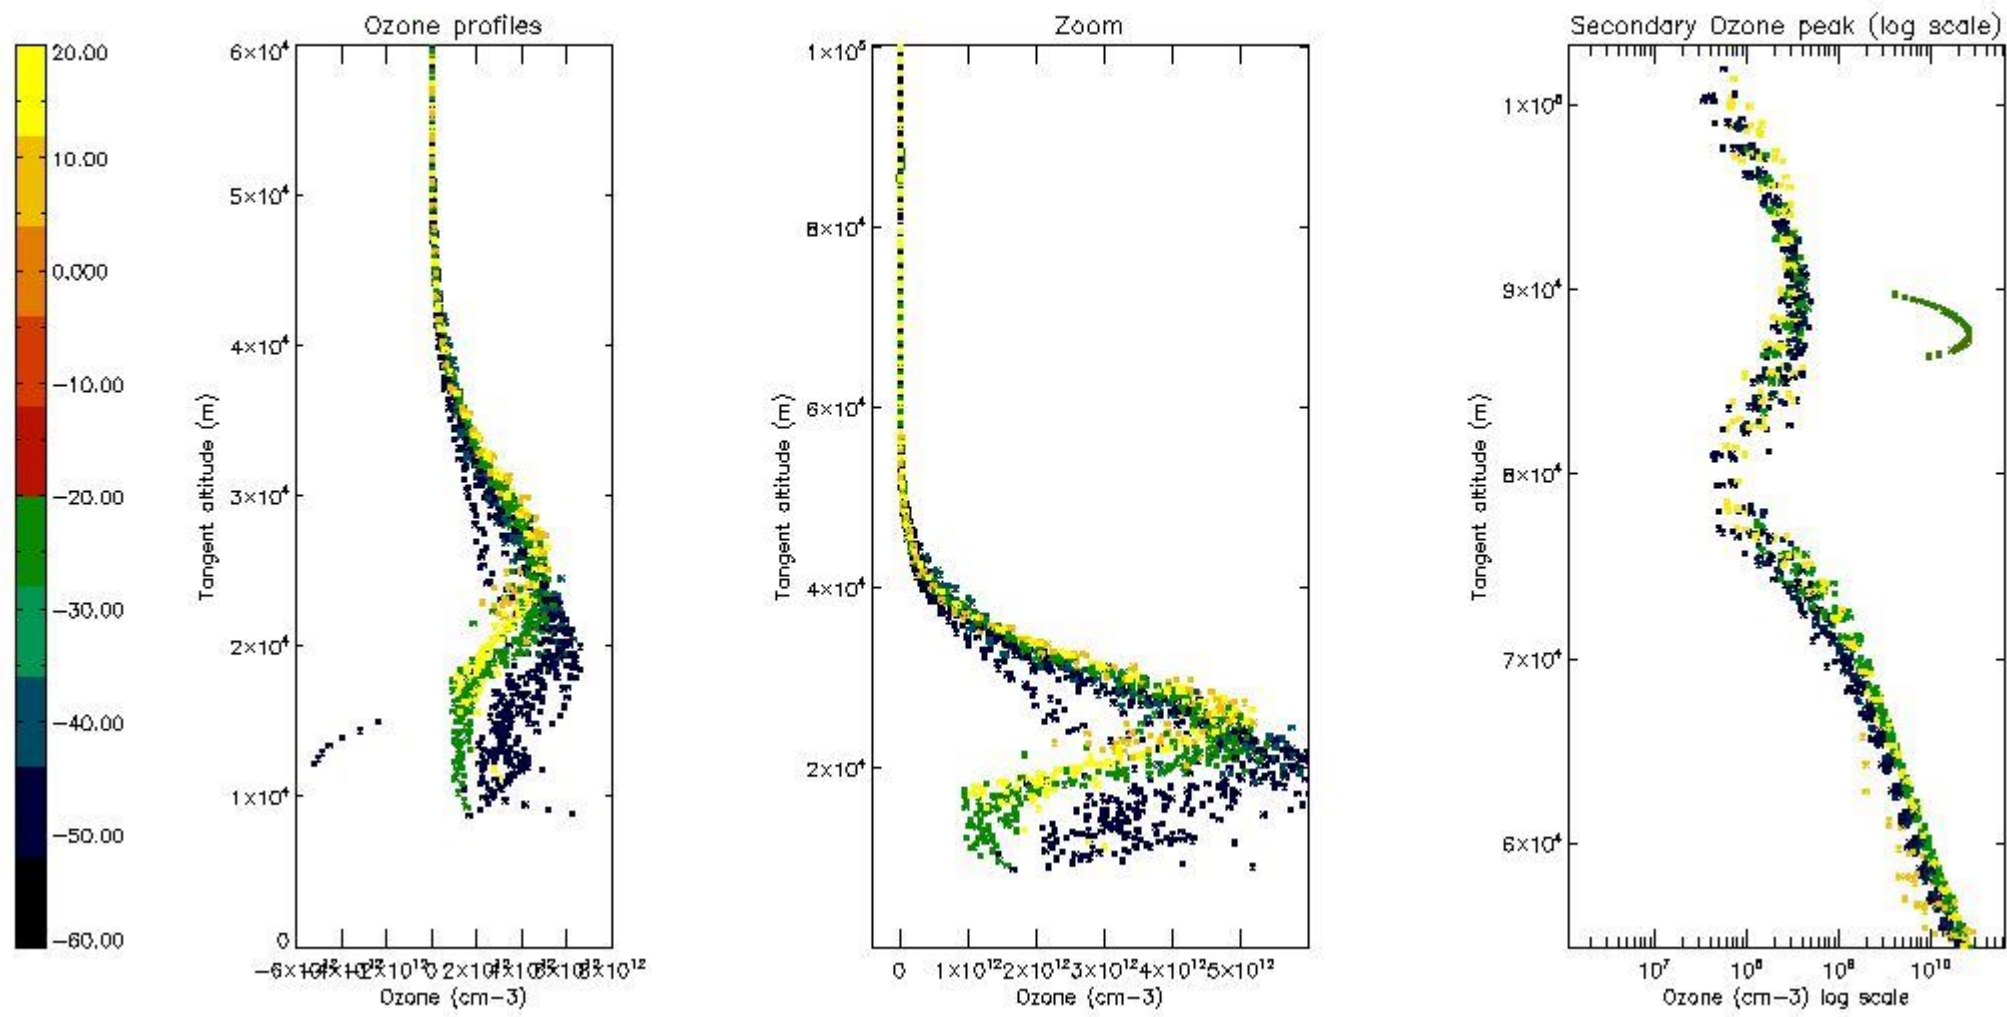 Ozone profiles
Zoom
Secondary Ozone peak (log scale)
20.00
10.00
0.000
−10.00
−20.00
−30.00
−40.00
−50.00
−60.00
6×10⁴
5×10⁴
4×10⁴
3×10⁴
2×10⁴
1×10⁴
0
Tangent altitude (m)
0
8×10¹²
Ozone (cm−3)
1×10⁵
8×10⁴
6×10⁴
4×10⁴
2×10⁴
Tangent altitude (m)
0 1×10¹² 2×10¹² 3×10¹² 4×10¹² 5×10¹²
Ozone (cm−3)
1×10⁵
9×10⁴
8×10⁴
7×10⁴
6×10⁴
Tangent altitude (m)
10⁷ 10⁸ 10⁹ 10¹⁰
Ozone (cm−3) log scale